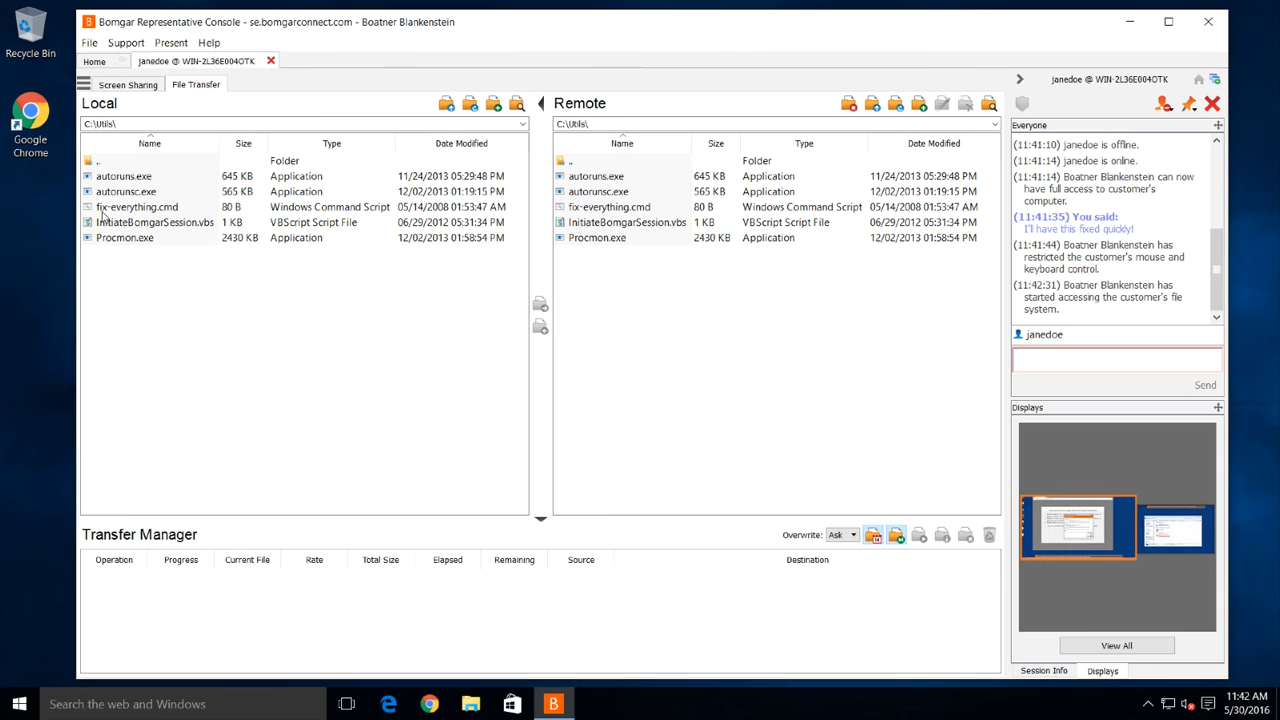 Recycle Bin
Google
Chrome
Bomgar Representative Console - se.bomgarconnect.com - Boatner Blankenstein
File Support Present Help
Home janedoe @ WIN-2L36E004OTK
Screen Sharing File Transfer
Local
C:\Utils\
Name Size Type Date Modified
.. Folder
autoruns.exe 645 KB Application 11/24/2013 05:29:48 PM
autorunsc.exe 565 KB Application 12/02/2013 01:19:15 PM
fix-everything.cmd 80 B Windows Command Script 05/14/2008 01:53:47 AM
InitiateBomgarSession.vbs 1 KB VBScript Script File 06/29/2012 05:31:34 PM
Procmon.exe 2430 KB Application 12/02/2013 01:58:54 PM
Remote
C:\Utils\
Name Size Type Date Modified
.. Folder
autoruns.exe 645 KB Application 11/24/2013 05:29:48 PM
autorunsc.exe 565 KB Application 12/02/2013 01:19:15 PM
fix-everything.cmd 80 B Windows Command Script 05/14/2008 01:53:47 AM
InitiateBomgarSession.vbs 1 KB VBScript Script File 06/29/2012 05:31:34 PM
Procmon.exe 2430 KB Application 12/02/2013 01:58:54 PM
Transfer Manager
Overwrite: Ask
Operation Progress Current File Rate Total Size Elapsed Remaining Source Destination
janedoe @ WIN-2L36E004OTK
Everyone
(11:41:10) janedoe is offline.
(11:41:14) janedoe is online.
(11:41:14) Boatner Blankenstein can now
have full access to customer's
computer.
(11:41:35) You said:
I'll have this fixed quickly!
(11:41:44) Boatner Blankenstein has
restricted the customer's mouse and
keyboard control.
(11:42:31) Boatner Blankenstein has
started accessing the customer's file
system.
janedoe
Send
Displays
View All
Session Info Displays
Search the web and Windows
11:42 AM
5/30/2016